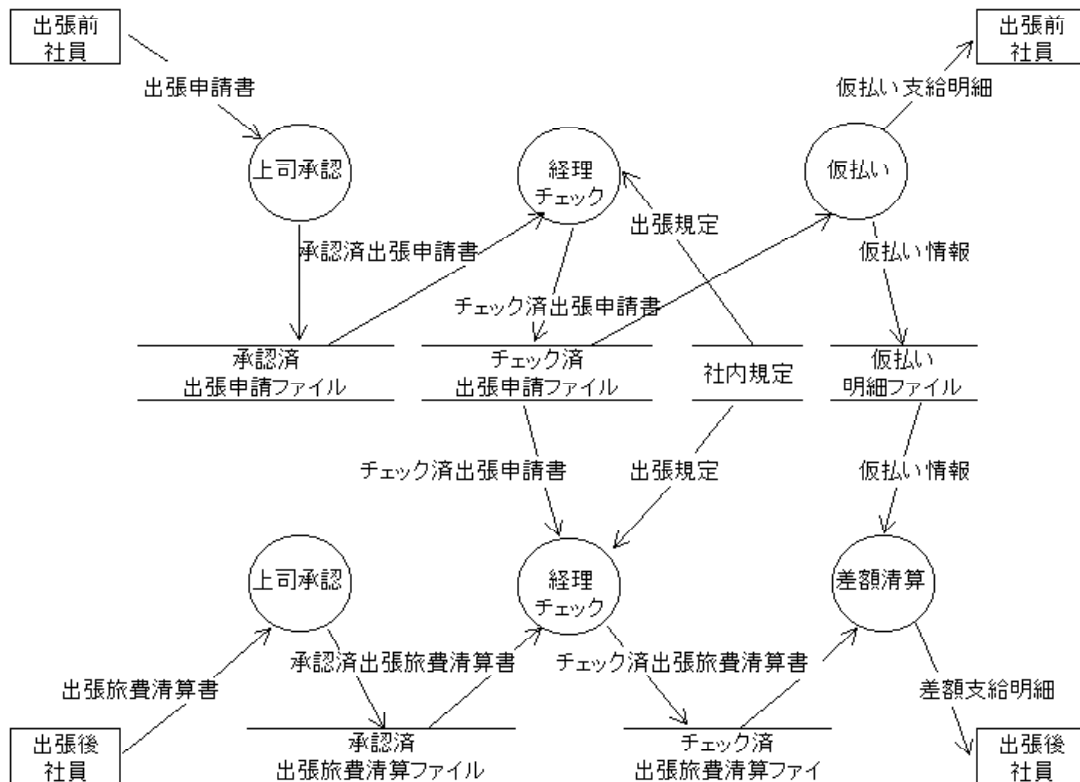 出張前
社員
出張前
社員
出張申請書
仮払い支給明細
上司承認
経理
チェック
仮払い
出張規定
承認済出張申請書
仮払い情報
チェック済出張申請書
承認済
出張申請ファイル
チェック済
出張申請ファイル
社内規定
仮払い
明細ファイル
チェック済出張申請書
出張規定
仮払い情報
上司承認
経理
チェック
差額清算
承認済出張旅費清算書
チェック済出張旅費清算書
出張旅費清算書
差額支給明細
出張後
社員
承認済
出張旅費清算ファイル
チェック済
出張旅費清算ファイ
出張後
社員